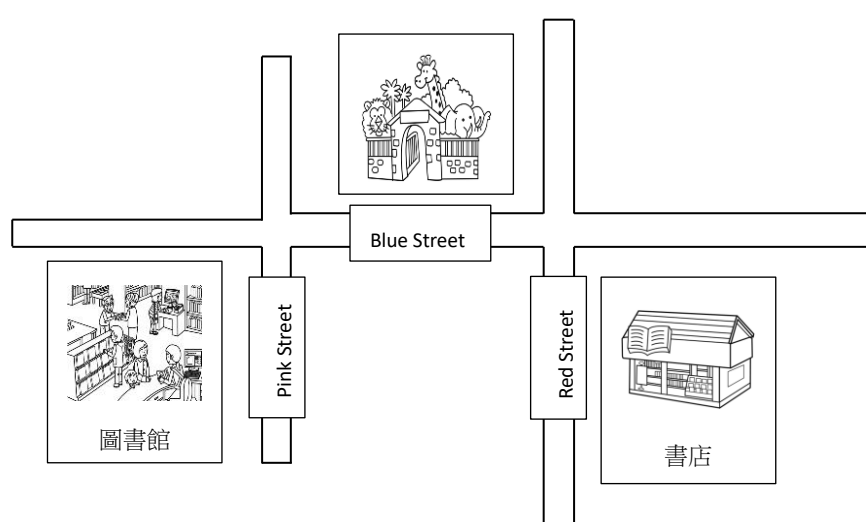 Blue Street
Pink Street
Red Street
圖書館
書店